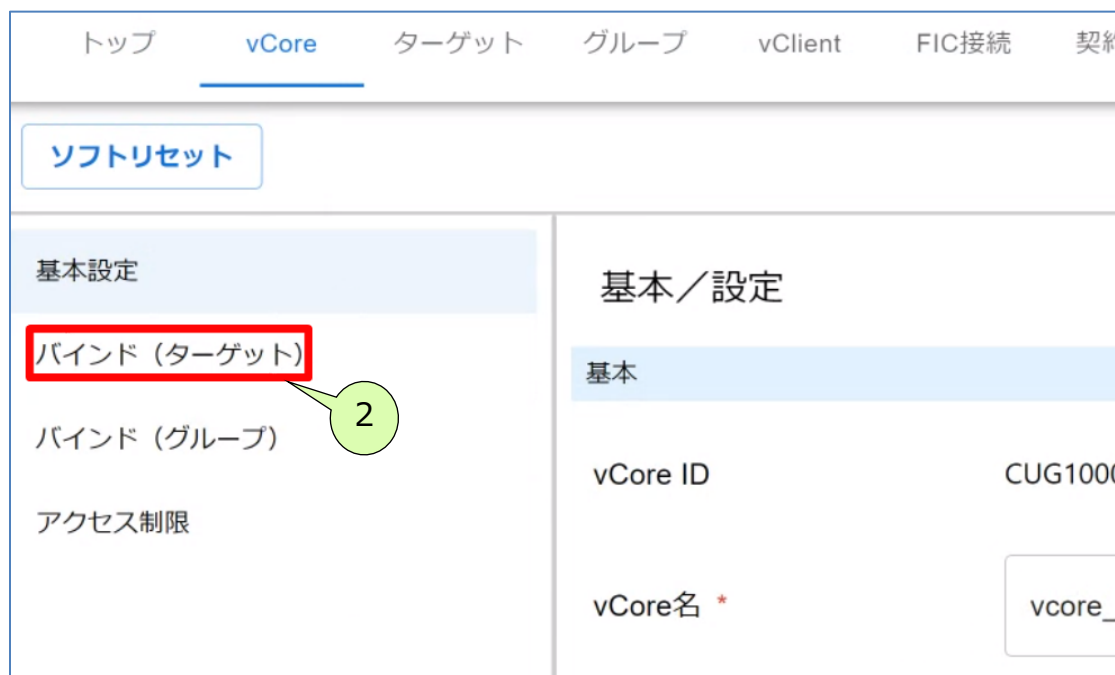 トップ vCore ターゲット グループ vClient FIC接続
ソフトリセット
基本設定
バインド（ターゲット）
2
バインド（グループ）
アクセス制限
基本／設定
基本
vCore ID CUG1000
vCore名 * vcore_